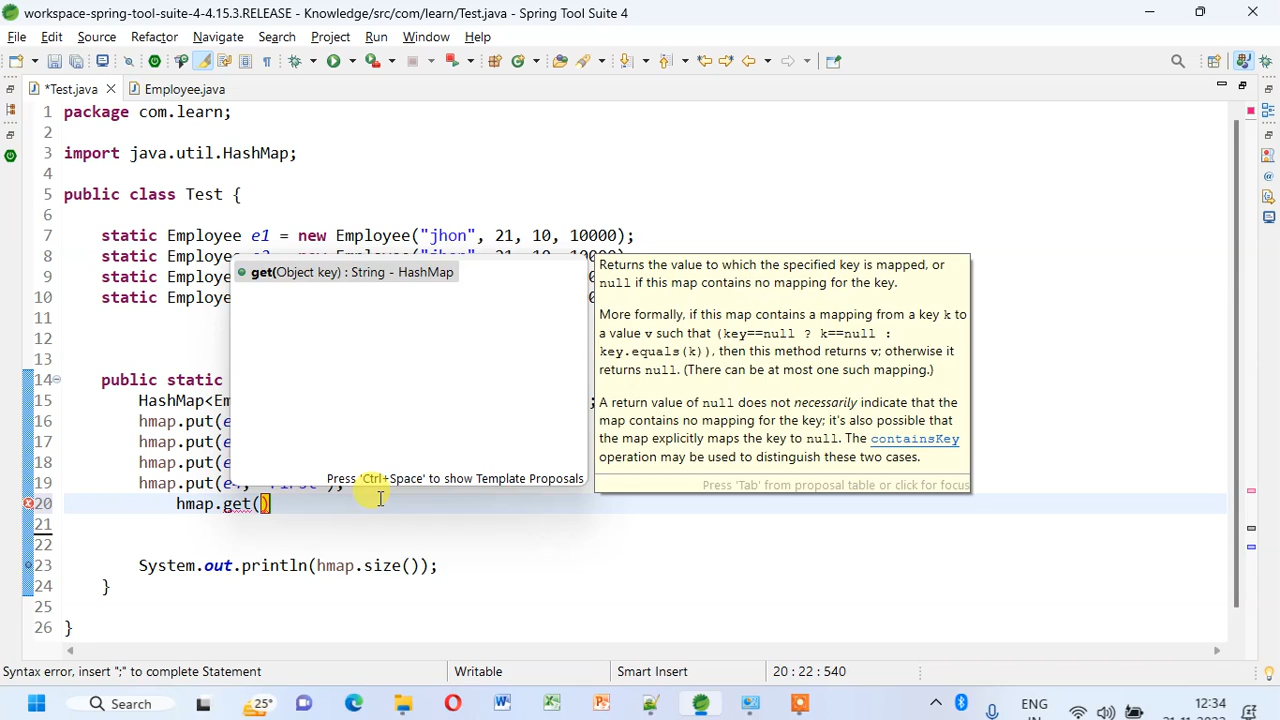 workspace-spring-tool-suite-4-4.15.3.RELEASE - Knowledge/src/com/learn/Test.java - Spring Tool Suite 4
File Edit Source Refactor Navigate Search Project Run Window Help
*Test.java Employee.java
1 package com.learn;
2
3 import java.util.HashMap;
4
5 public class Test {
6
7 static Employee e1 = new Employee("jhon", 21, 10, 10000);
8 static Employee
9 static Employee
10 static Employee
get(Object key) : String - HashMap
Press 'Ctrl+Space' to show Template Proposals
Returns the value to which the specified key is mapped, or
null if this map contains no mapping for the key.
More formally, if this map contains a mapping from a key k to
a value v such that (key==null ? k==null :
key.equals(k)), then this method returns v; otherwise it
returns null. (There can be at most one such mapping.)
A return value of null does not necessarily indicate that the
map contains no mapping for the key; it's also possible that
the map explicitly maps the key to null. The containsKey
operation may be used to distinguish these two cases.
Press 'Tab' from proposal table or click for focus
11
12
13
14 public static
15 HashMap<Em
16 hmap.put(e
17 hmap.put(e
18 hmap.put(e
19 hmap.put(
20 hmap.get()
21
22
23 System.out.println(hmap.size());
24 }
25
26 }
Syntax error, insert ";" to complete Statement Writable Smart Insert 20 : 22 : 540
Search 25° ENG 12:34
IN 21-11-2022